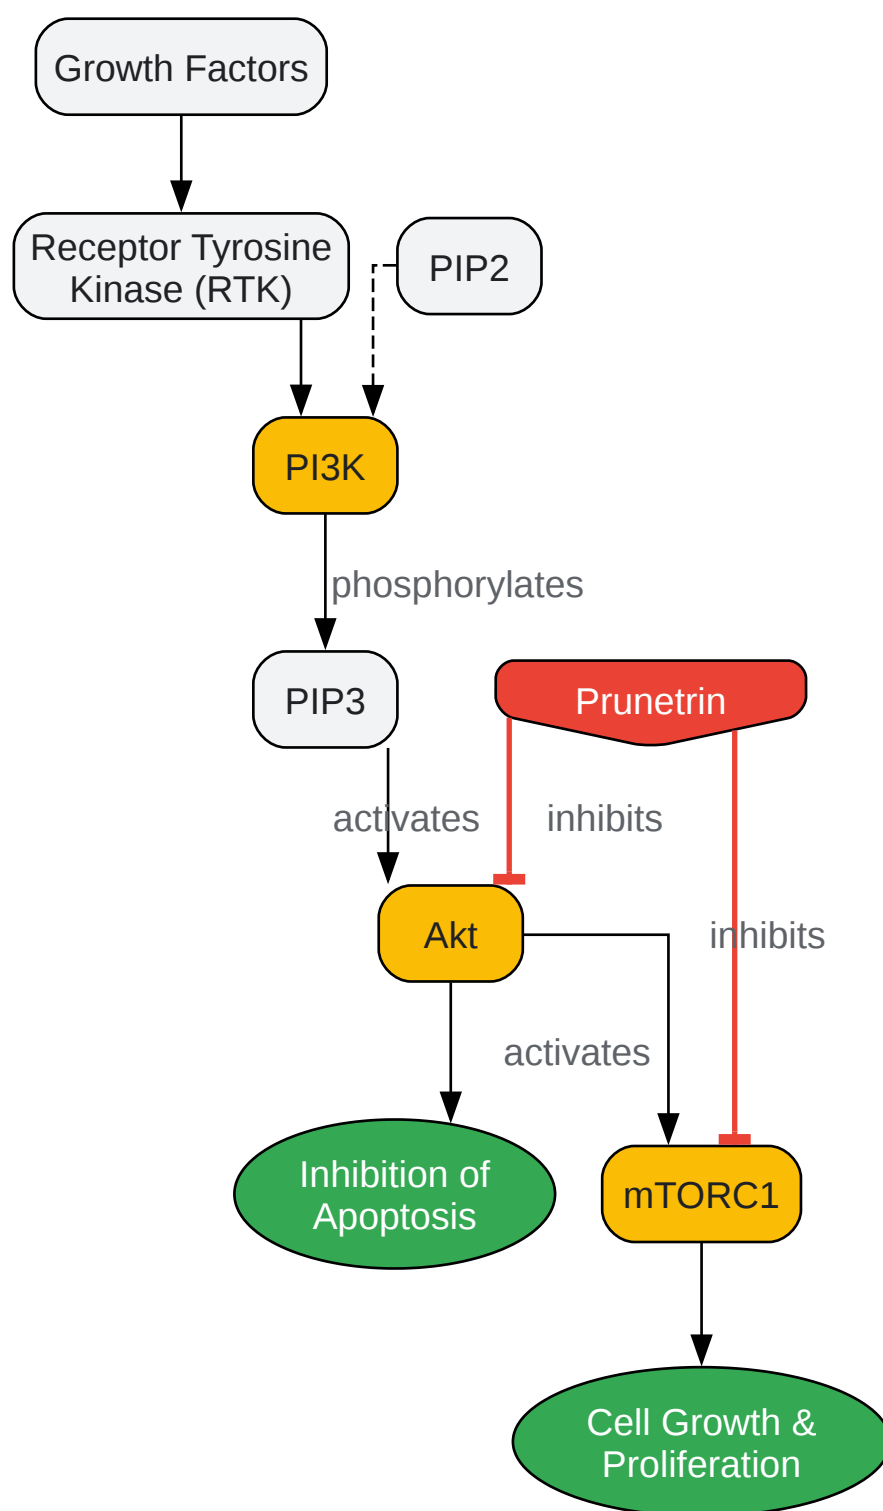 Growth Factors
Receptor Tyrosine
Kinase (RTK)
PIP2
PI3K
phosphorylates
PIP3
Prunetrin
activates
inhibits
Akt
inhibits
activates
Inhibition of
Apoptosis
mTORC1
Cell Growth &
Proliferation